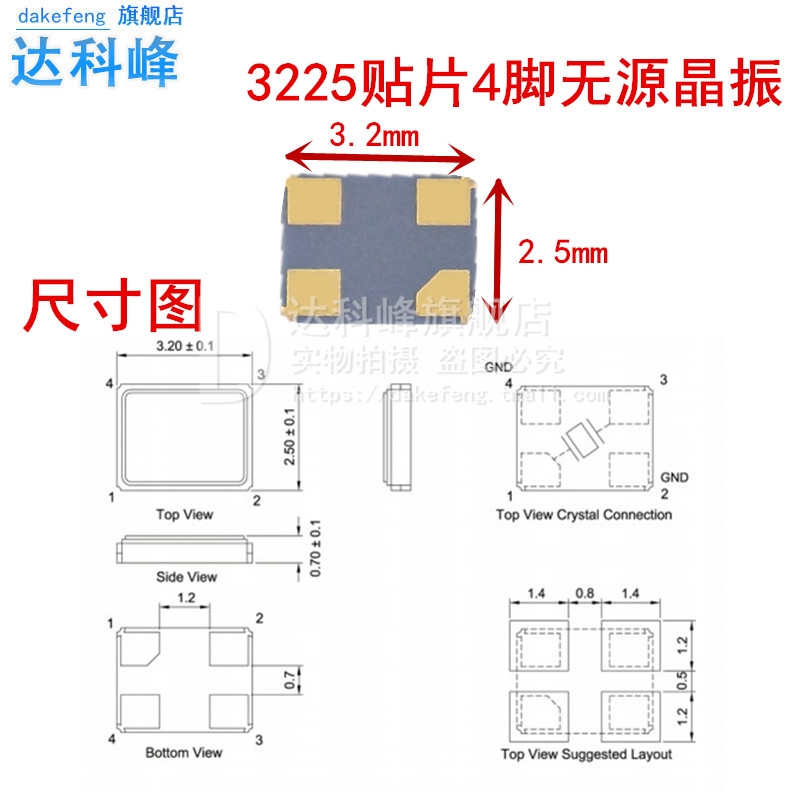 dakefeng 旗舰店
达科峰
3225贴片4脚无源晶振
3.2mm
2.5mm
尺寸图
达科峰旗舰店
实物拍摄 盗图必究
https://dakefeng.tmall.com
3.20 ± 0.1
4
3
2.50 ± 0.1
1
2
Top View
GND
4
3
GND
1
2
Top View Crystal Connection
0.70 ± 0.1
Side View
1.2
1
2
0.7
4
3
Bottom View
1.4
0.8
1.4
1.2
0.5
1.2
Top View Suggested Layout